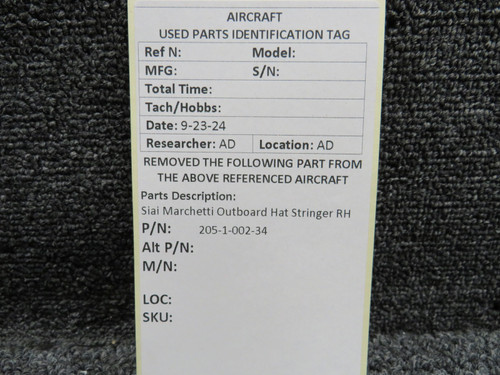 AIRCRAFT
USED PARTS IDENTIFICATION TAG
Ref N: Model:
MFG: S/N:
Total Time:
Tach/Hobbs:
Date: 9-23-24
Researcher: AD Location: AD
REMOVED THE FOLLOWING PART FROM
THE ABOVE REFERENCED AIRCRAFT
Parts Description:
Siai Marchetti Outboard Hat Stringer RH
P/N: 205-1-002-34
Alt P/N:
M/N:
LOC:
SKU: